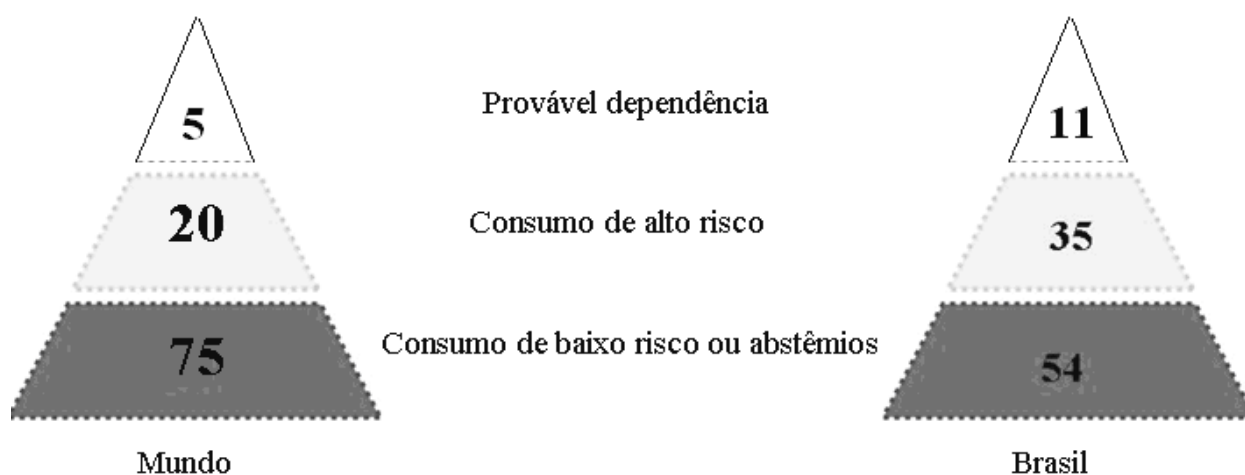 5
Provável dependência
11
20
Consumo de alto risco
35
75
Consumo de baixo risco ou abstêmios
54
Mundo
Brasil